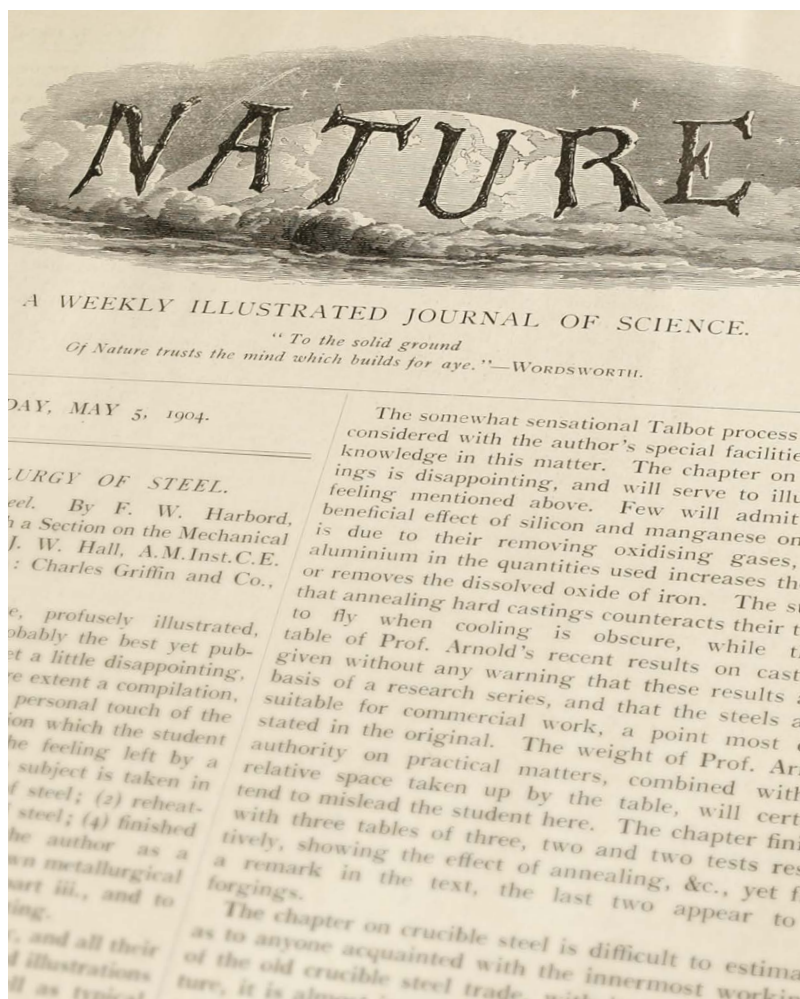 NATURE
A WEEKLY ILLUSTRATED JOURNAL OF SCIENCE.
“ To the solid ground
Of Nature trusts the mind which builds for aye.”—WORDSWORTH.
DAY, MAY 5, 1904.
LURGY OF STEEL.
eel. By F. W. Harbord,
h a Section on the Mechanical
J. W. Hall, A.M.Inst.C.E.
: Charles Griffin and Co.,
e, profusely illustrated,
obably the best yet pub-
et a little disappointing,
ve extent a compilation,
personal touch of the
ion which the student
he feeling left by a
subject is taken in
f steel; (2) reheat-
steel; (4) finished
he author as a
wn metallurgical
part iii., and to
ing.
, and all their
d illustrations
ll as typical
The somewhat sensational Talbot process
considered with the author’s special facilitie
knowledge in this matter. The chapter on
ings is disappointing, and will serve to illu
feeling mentioned above. Few will admit
beneficial effect of silicon and manganese on
is due to their removing oxidising gases,
aluminium in the quantities used increases th
or removes the dissolved oxide of iron. The st
that annealing hard castings counteracts their t
to fly when cooling is obscure, while t
table of Prof. Arnold’s recent results on cast
given without any warning that these results a
basis of a research series, and that the steels a
suitable for commercial work, a point most c
stated in the original. The weight of Prof. Arn
authority on practical matters, combined with
relative space taken up by the table, will cert
tend to mislead the student here. The chapter fini
with three tables of three, two and two tests res
tively, showing the effect of annealing, &c., yet f
a remark in the text, the last two appear to
forgings.
The chapter on crucible steel is difficult to estima
as to anyone acquainted with the innermost worki
of the old crucible steel trade, with
ture, it is almost